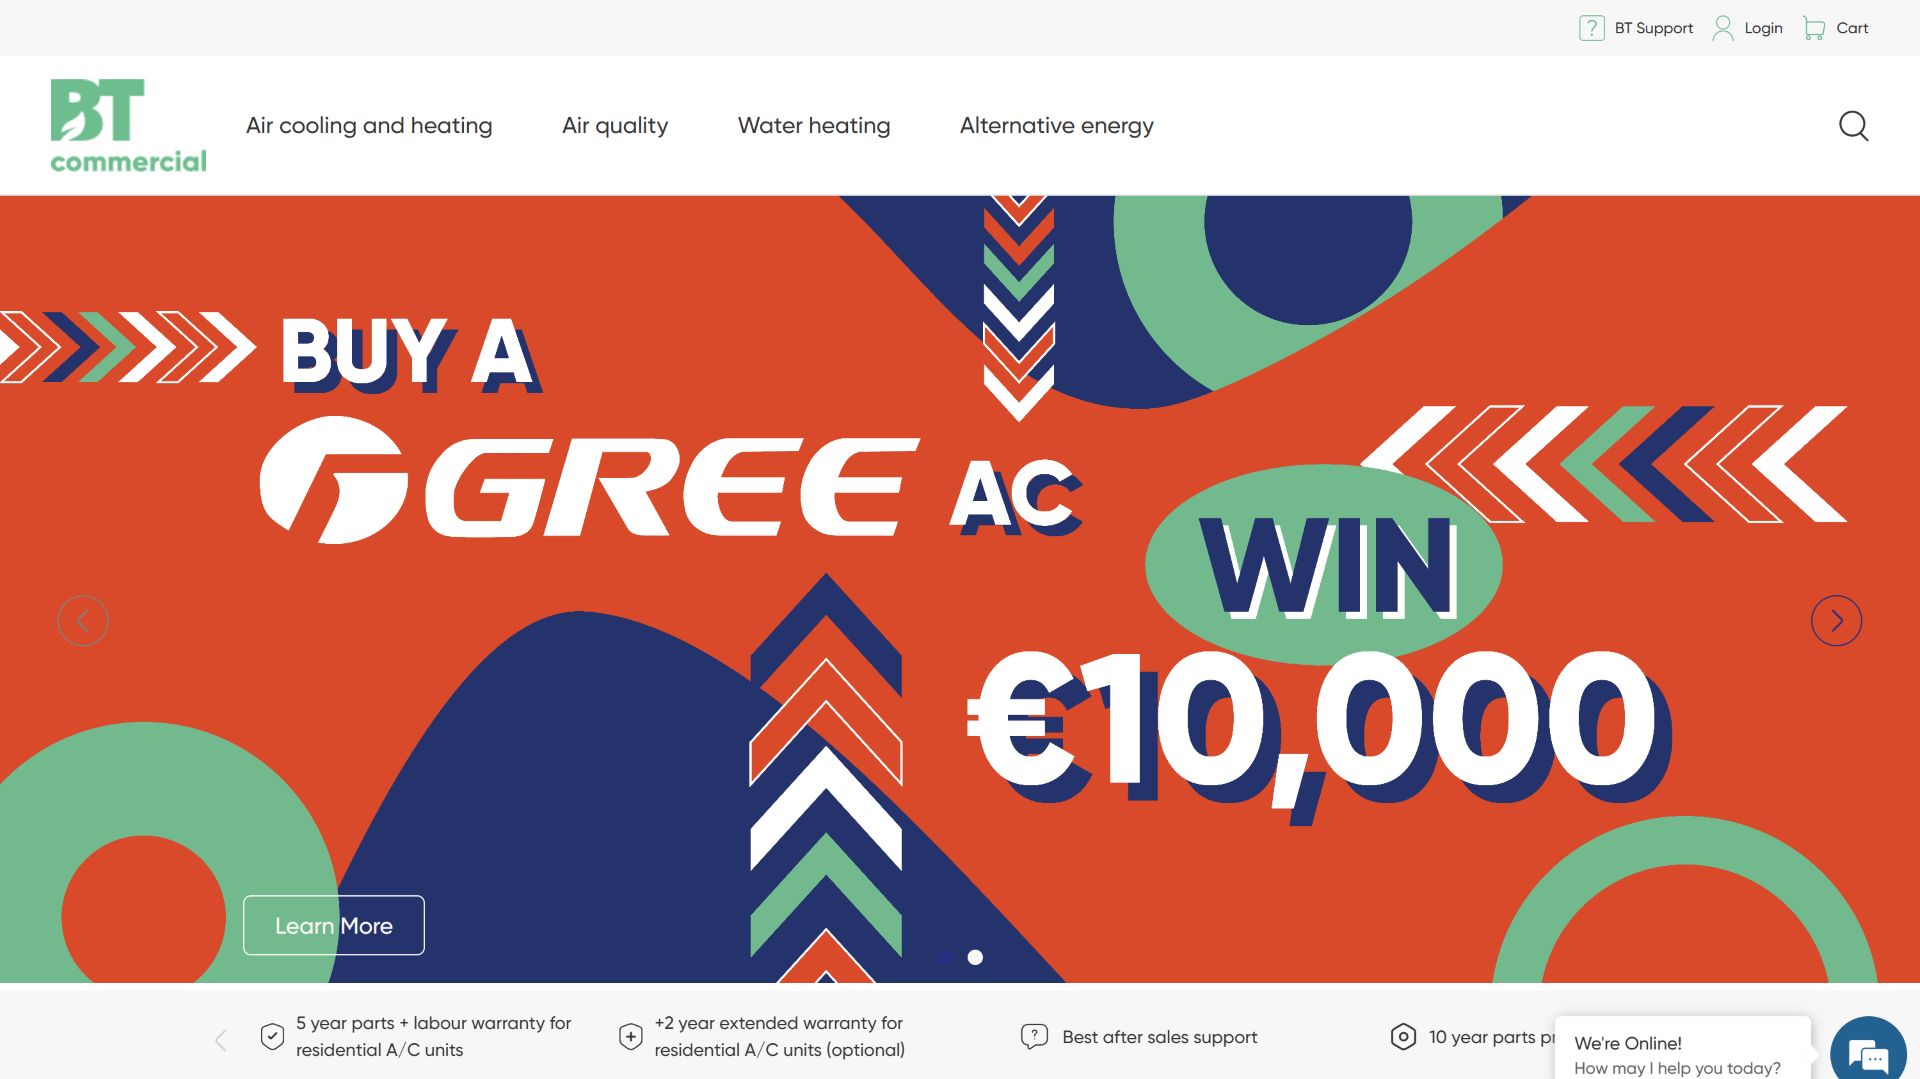 BT Support
Login
Cart
BT
commercial
Air cooling and heating
Air quality
Water heating
Alternative energy
BUY A
GREE AC
WIN
€10,000
Learn More
5 year parts + labour warranty for
residential A/C units
+2 year extended warranty for
residential A/C units (optional)
Best after sales support
10 year parts
We're Online!
How may I help you today?